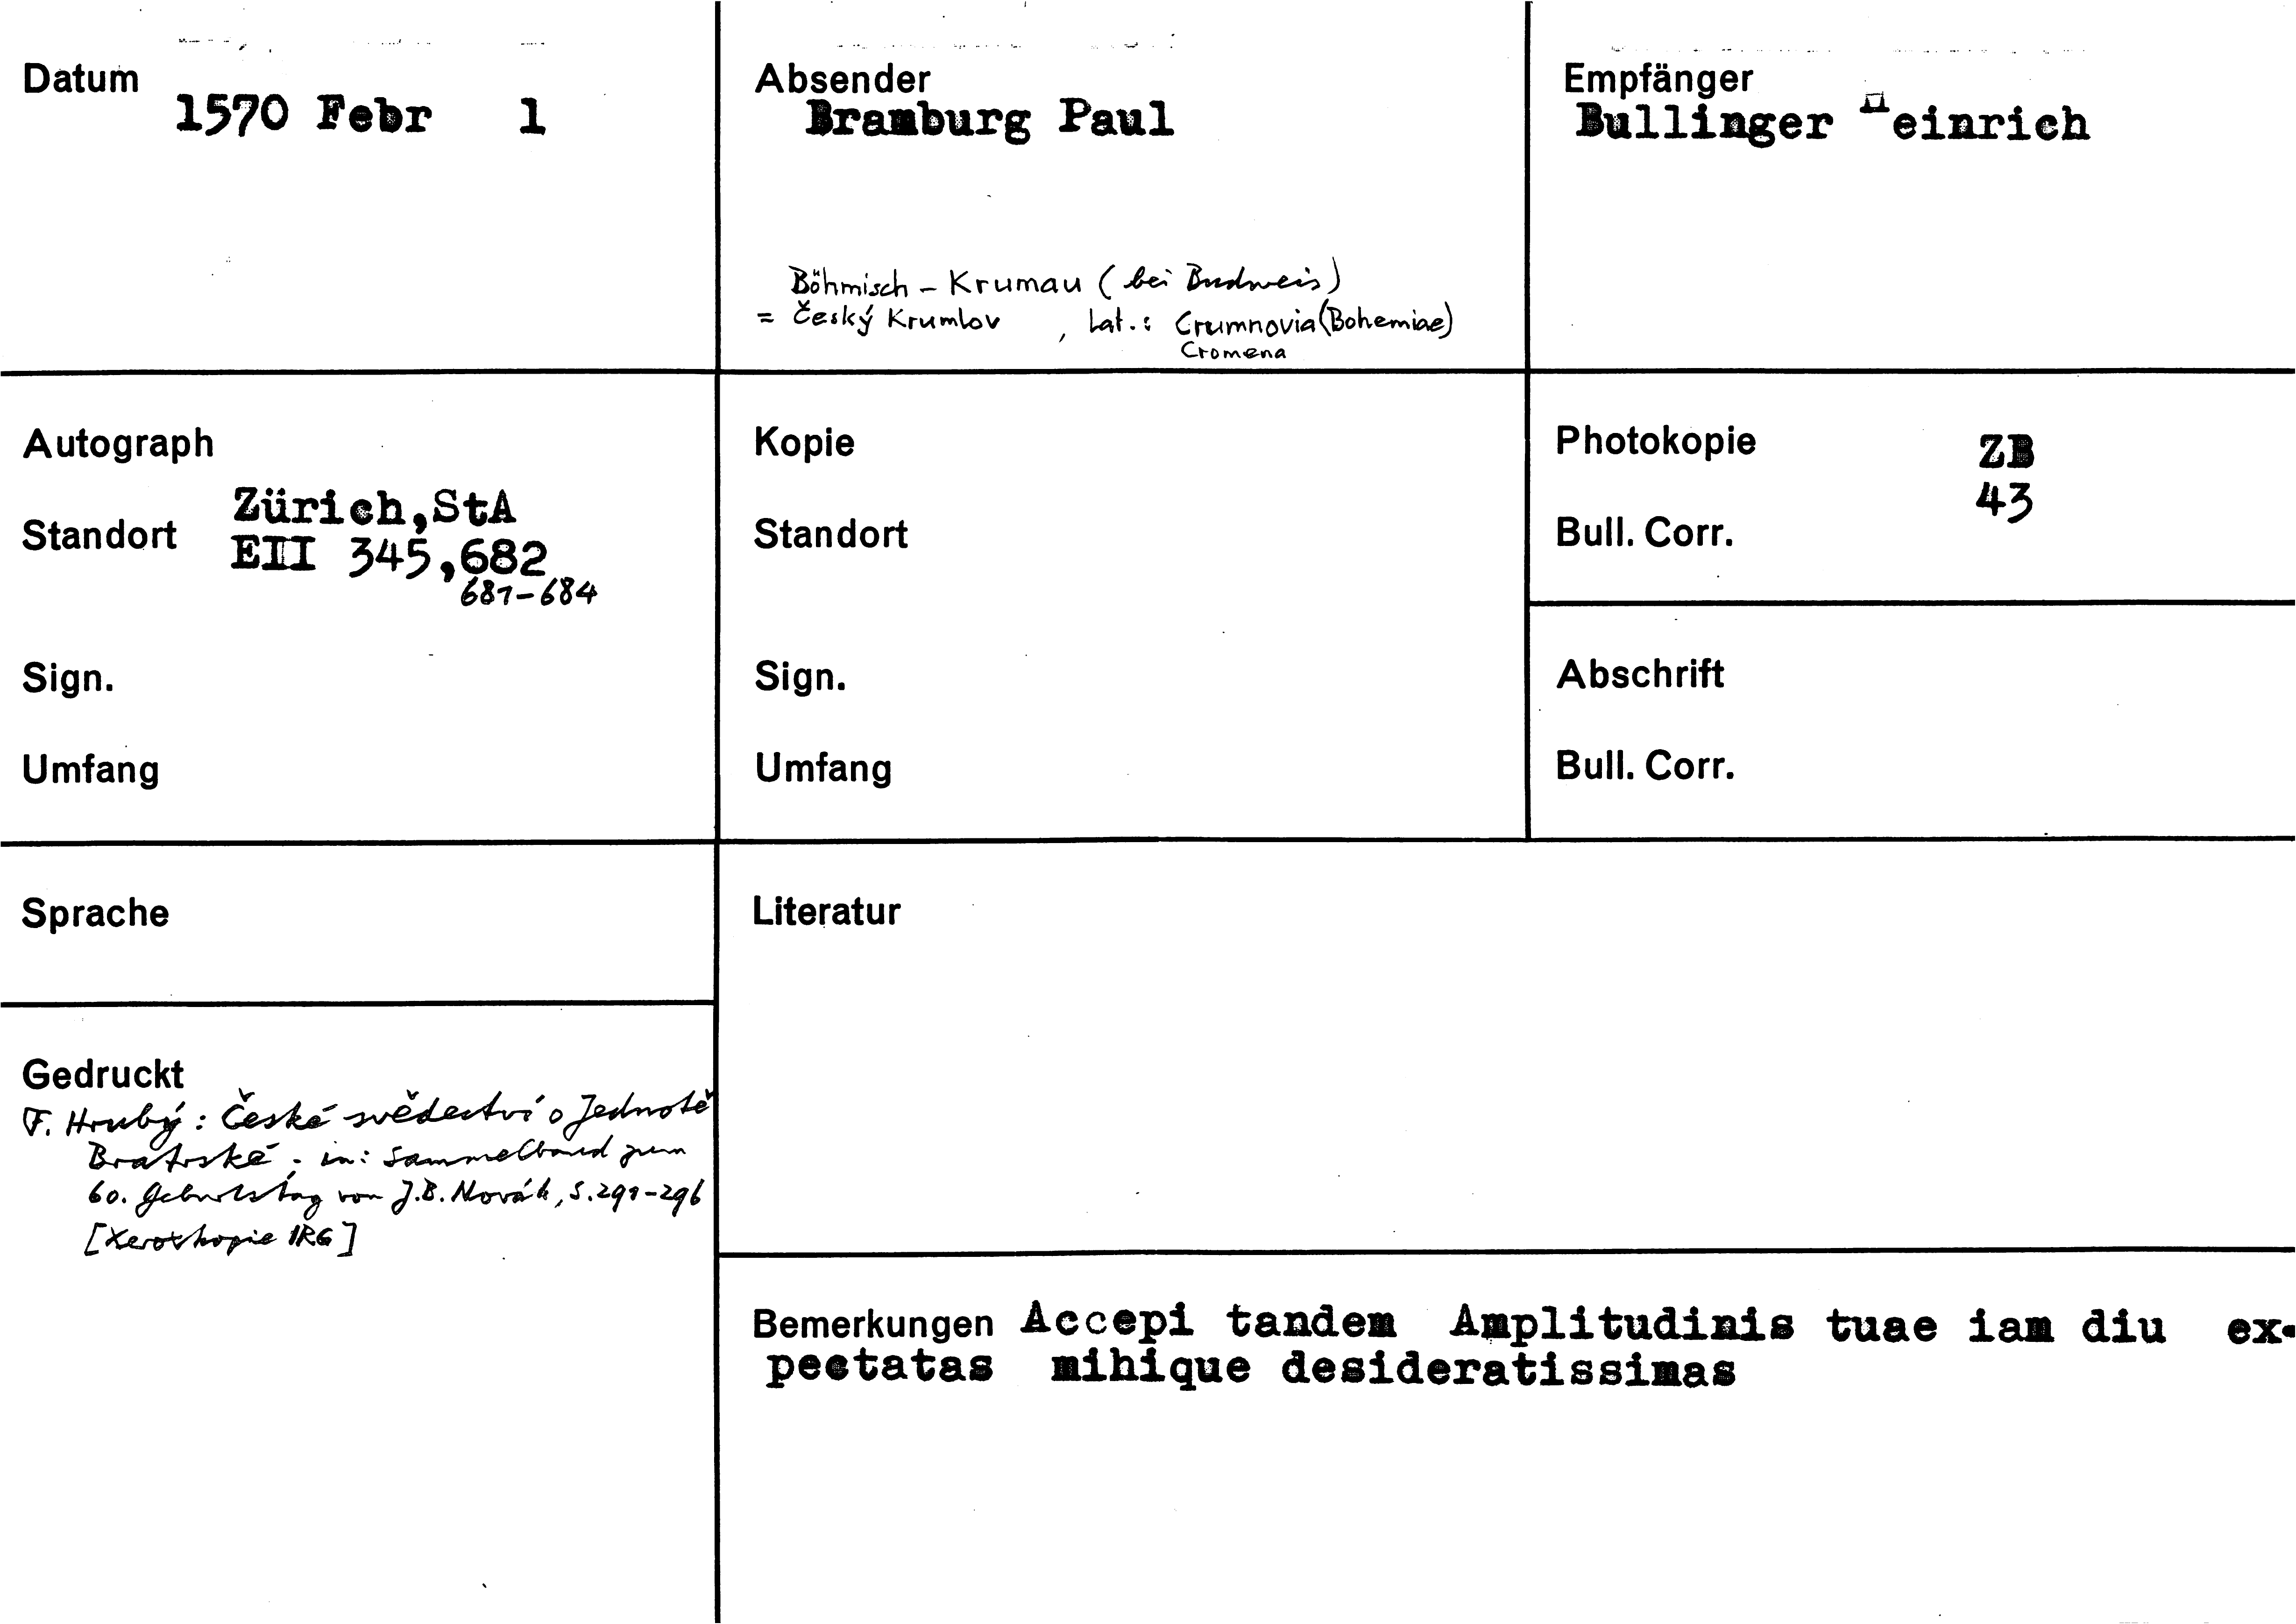 Datum
1570 Febr 1
Absender
Bramburg Paul
Böhmisch - Krumau (bei Budweis)
= Český Krumlov , Lat.: Crumnovia (Bohemiae)
Cromena
Empfänger
Bullinger Heinrich
Autograph
Standort Zürich,StA
EII 345,682
681-684
Sign.
Umfang
Kopie
Standort
Sign.
Umfang
Photokopie ZB
43
Bull. Corr.
Abschrift
Bull. Corr.
Sprache
Literatur
Gedruckt
F. Hrubý: České svědectví o Jednotě
Bratrské. in: Sammelband zum
60. Geburtstag von J.B. Novák, S. 291-296
[Xerokopie IRG]
Bemerkungen Accepi tandem Amplitudinis tuae iam diu ex-
pectatas mihique desideratissimas